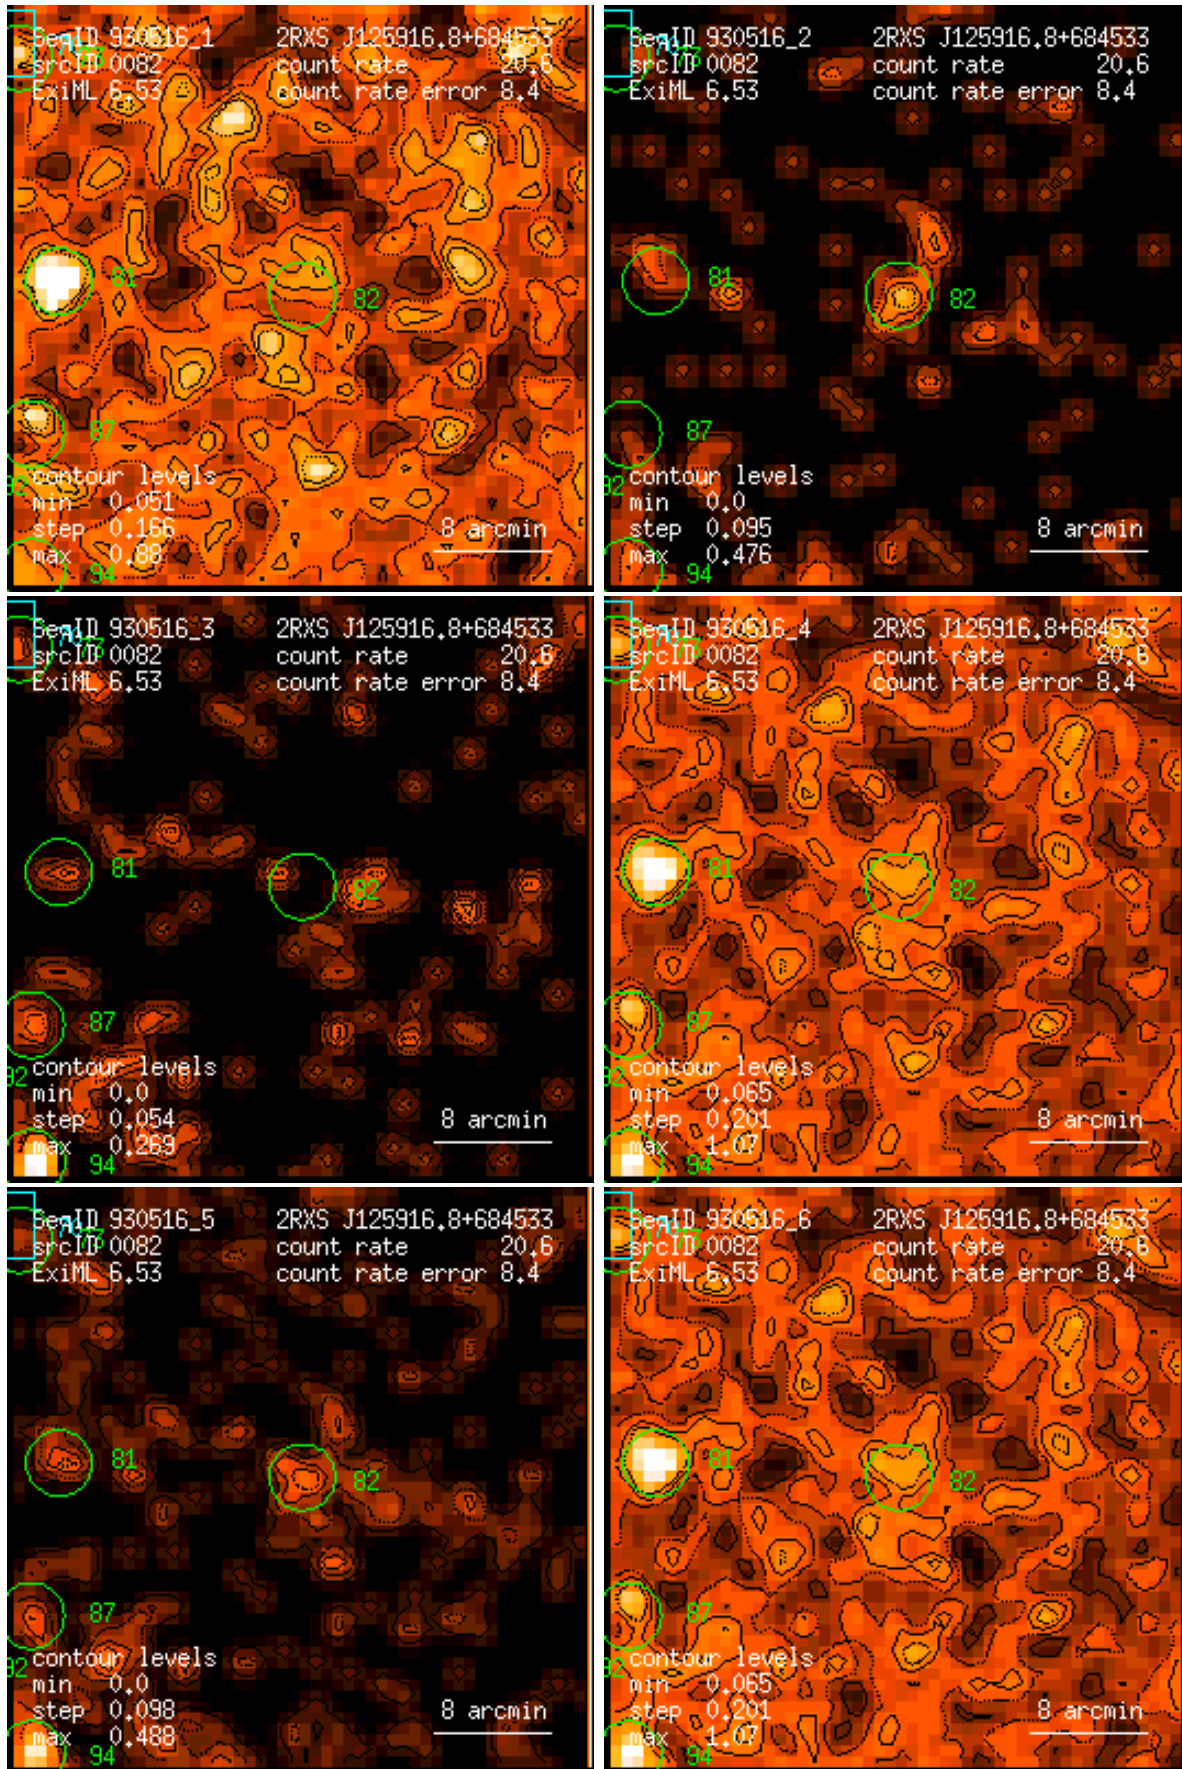 SeqID 930516_1 2RXS J125916.8+684533
srcID 0082 count rate 20.6
ExiML 6.53 count rate error 8.4
81
82
87
92 contour levels
min 0.051
step 0.166 8 arcmin
max 0.88
94
SeqID 930516_2 2RXS J125916.8+684533
srcID 0082 count rate 20.6
ExiML 6.53 count rate error 8.4
81
82
87
92 contour levels
min 0.0
step 0.095 8 arcmin
max 0.476
94
SeqID 930516_3 2RXS J125916.8+684533
srcID 0082 count rate 20.6
ExiML 6.53 count rate error 8.4
81
82
87
92 contour levels
min 0.0
step 0.054 8 arcmin
max 0.269
94
SeqID 930516_4 2RXS J125916.8+684533
srcID 0082 count rate 20.6
ExiML 6.53 count rate error 8.4
81
82
87
92 contour levels
min 0.065
step 0.201 8 arcmin
max 1.07
94
SeqID 930516_5 2RXS J125916.8+684533
srcID 0082 count rate 20.6
ExiML 6.53 count rate error 8.4
81
82
87
92 contour levels
min 0.0
step 0.098 8 arcmin
max 0.488
94
SeqID 930516_6 2RXS J125916.8+684533
srcID 0082 count rate 20.6
ExiML 6.53 count rate error 8.4
81
82
87
92 contour levels
min 0.065
step 0.201 8 arcmin
max 1.07
94